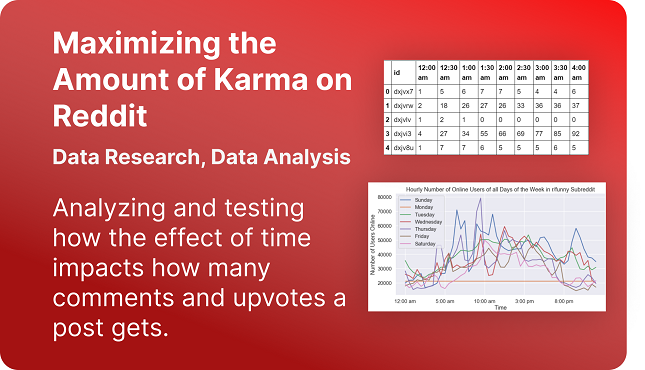 Maximizing the
Amount of Karma on
Reddit
Data Research, Data Analysis
Analyzing and testing
how the effect of time
impacts how many
comments and upvotes a
post gets.
id 12:00 am 12:30 am 1:00 am 1:30 am 2:00 am 2:30 am 3:00 am 3:30 am 4:00 am
0 dxjvx7 1 5 6 7 7 5 4 4 6
1 dxjvrw 2 18 26 27 26 33 36 36 37
2 dxjvlv 1 2 1 0 0 0 0 0 0
3 dxjvi3 4 27 34 55 66 69 77 85 92
4 dxjv8u 1 7 7 6 5 5 5 6 5
Hourly Number of Online Users of all Days of the Week in r/funny Subreddit
Sunday
Monday
Tuesday
Wednesday
Thursday
Friday
Saturday
Number of Users Online
80000
70000
60000
50000
40000
30000
20000
12:00 am 5:00 am 10:00 am 3:00 pm 8:00 pm
Time